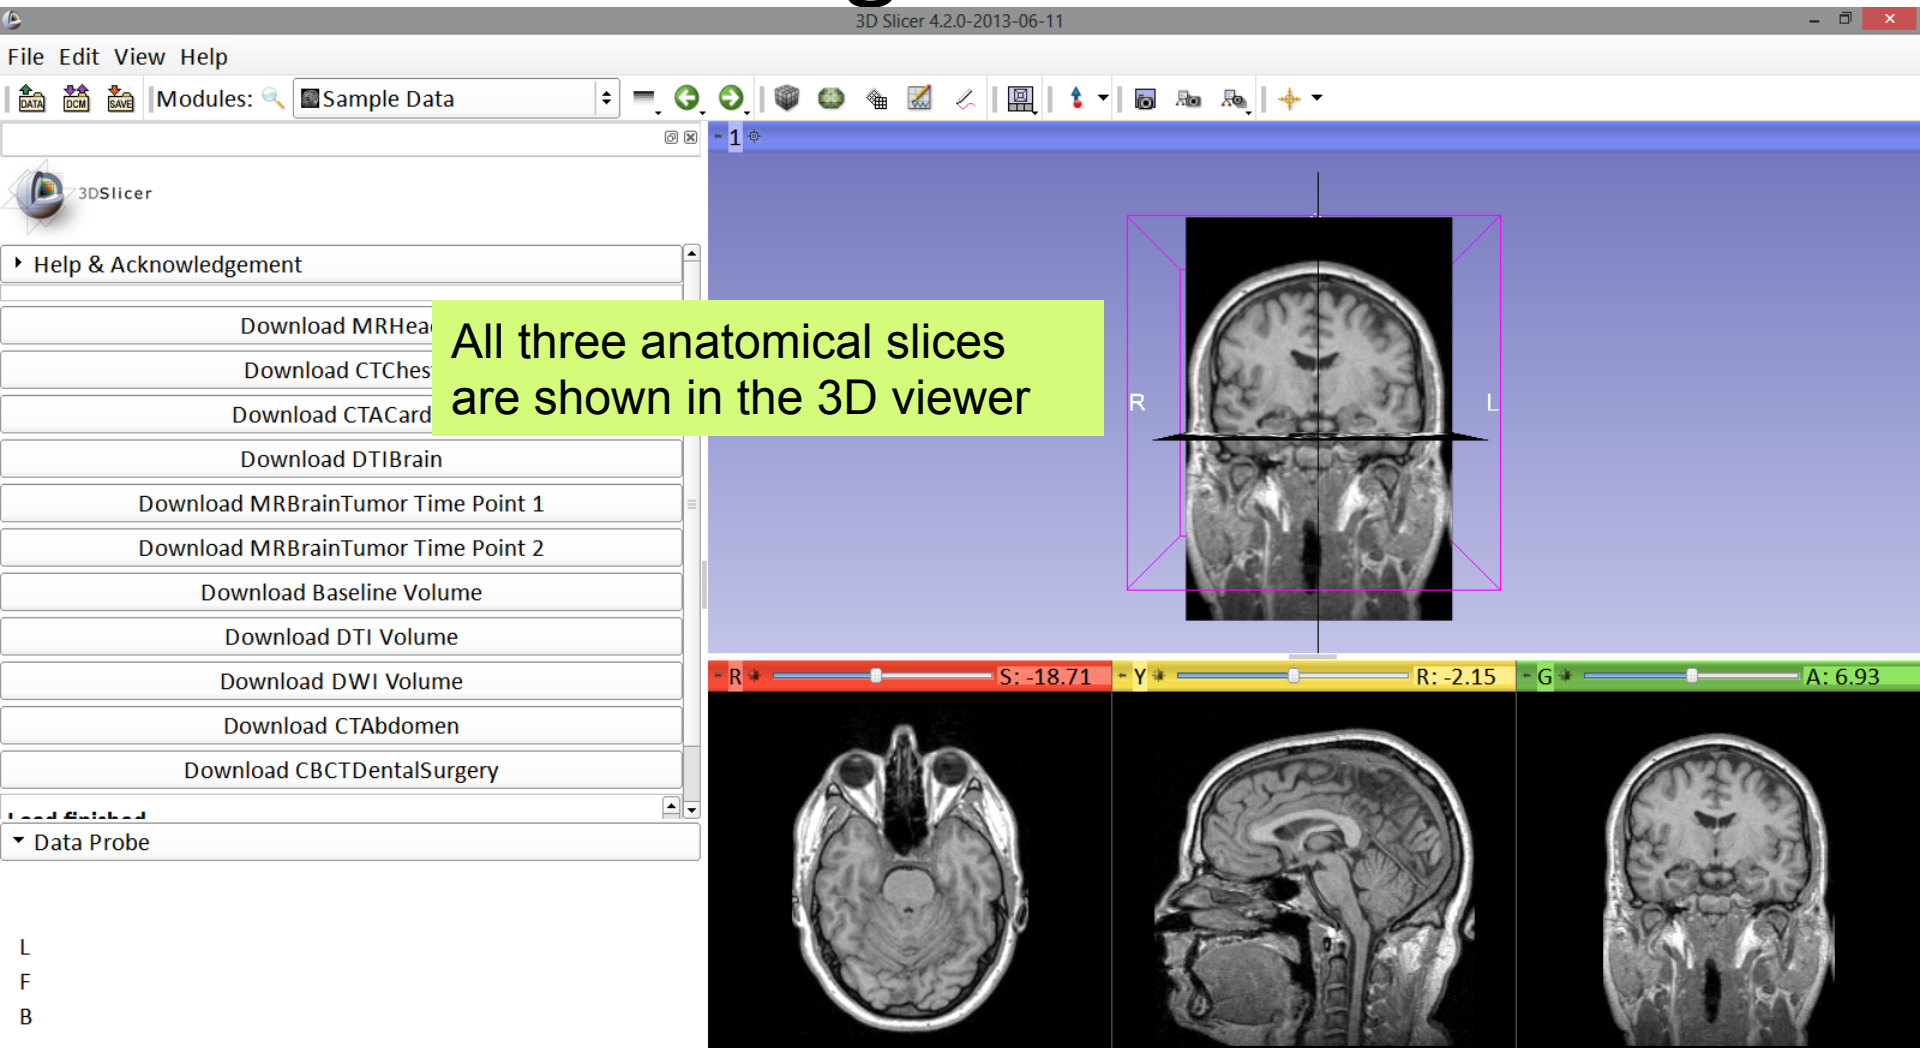 3D Slicer 4.2.0-2013-06-11
File Edit View Help
DATA DCM SAVE Modules: Sample Data
1
3DSlicer
Help & Acknowledgement
Download MRHea
Download CTChes
Download CTACard
Download DTIBrain
Download MRBrainTumor Time Point 1
Download MRBrainTumor Time Point 2
Download Baseline Volume
Download DTI Volume
Download DWI Volume
Download CTAbdomen
Download CBCTDentalSurgery
Load finished
Data Probe
L
F
B
All three anatomical slices
are shown in the 3D viewer
R L
R S: -18.71
Y R: -2.15
G A: 6.93